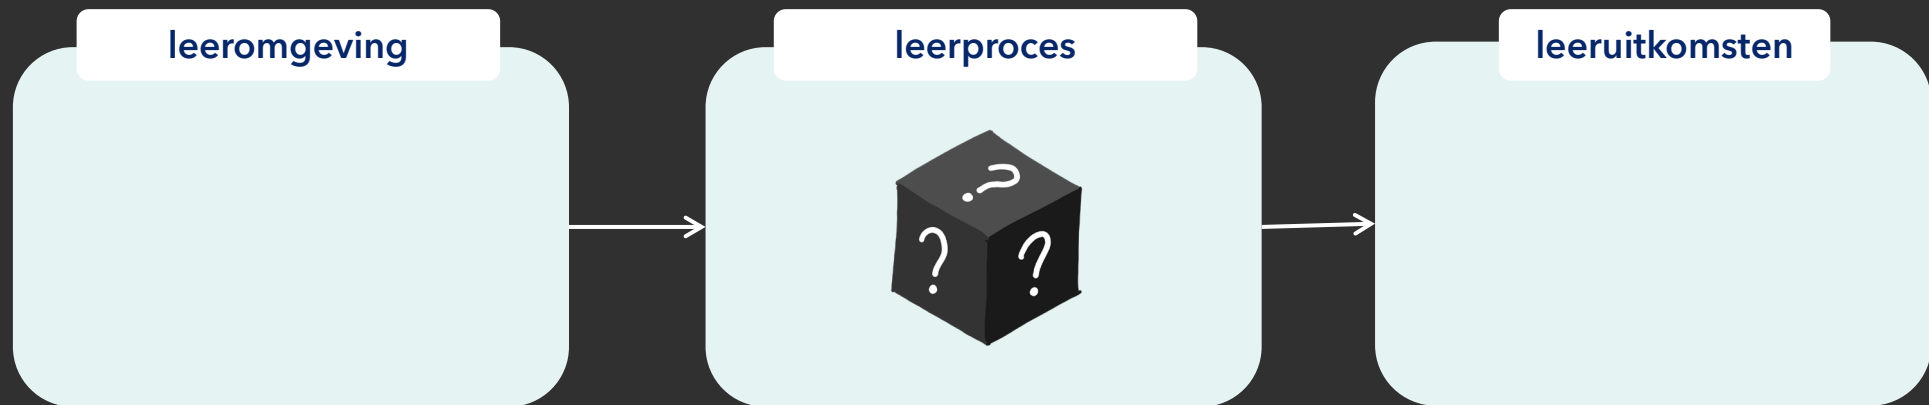 leeromgeving
leerproces
leeruitkomsten
?
? ?